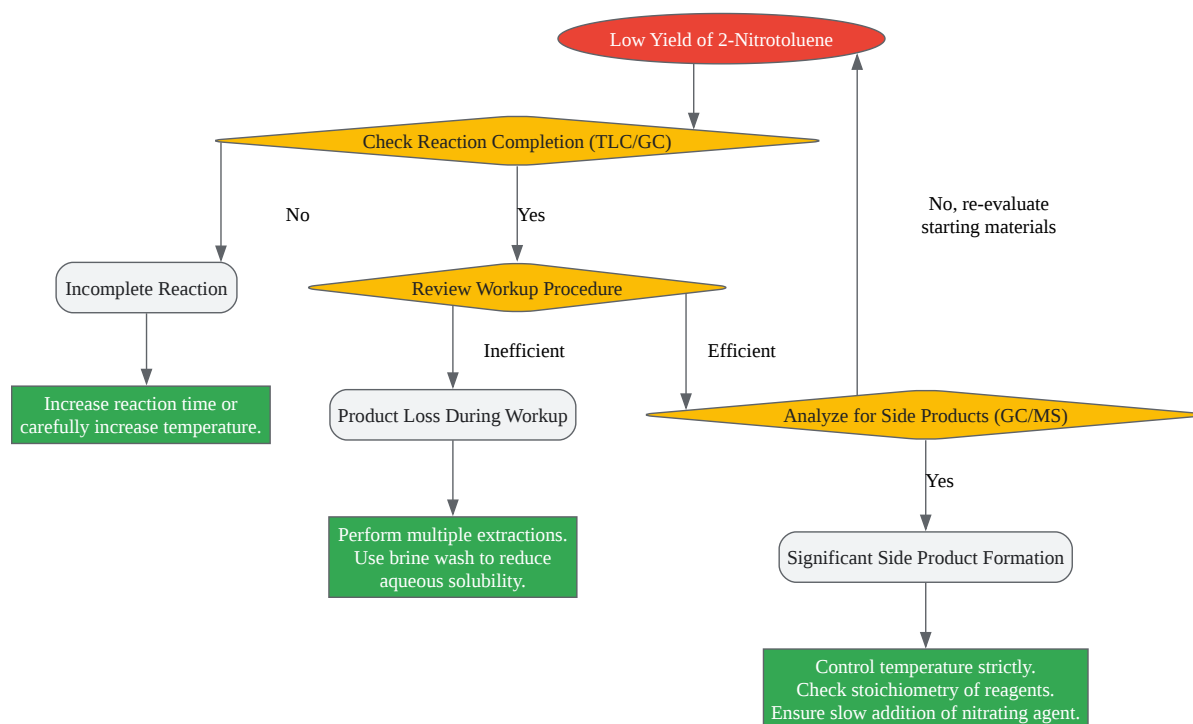 Low Yield of 2-Nitrotoluene
Check Reaction Completion (TLC/GC)
No, re-evaluate
starting materials
No
Yes
Incomplete Reaction
Review Workup Procedure
Inefficient
Efficient
Increase reaction time or
carefully increase temperature.
Product Loss During Workup
Analyze for Side Products (GC/MS)
Yes
Perform multiple extractions.
Use brine wash to reduce
aqueous solubility.
Significant Side Product Formation
Control temperature strictly.
Check stoichiometry of reagents.
Ensure slow addition of nitrating agent.